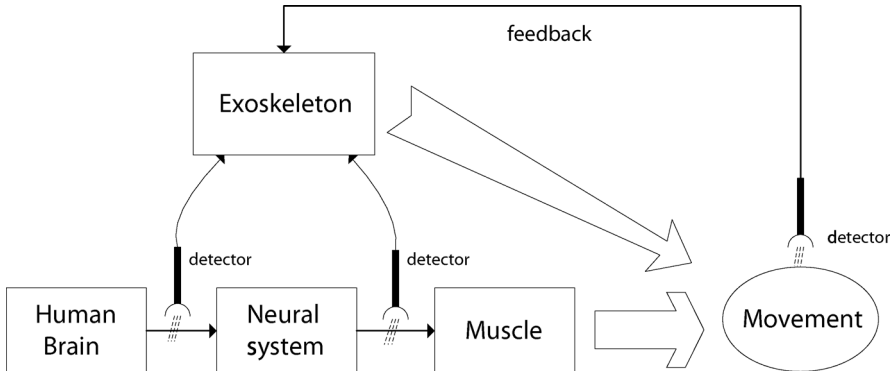 feedback
Exoskeleton
detector
detector
detector
Human
Brain
Neural
system
Muscle
Movement